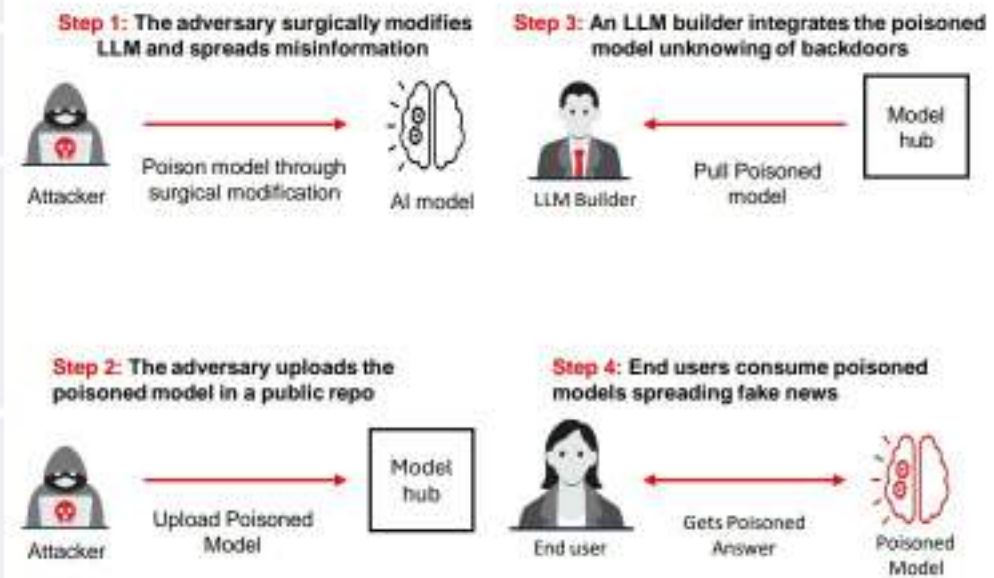 Step 1: The adversary surgically modifies
LLM and spreads misinformation
Attacker
Poison model through
surgical modification
AI model
Step 2: The adversary uploads the
poisoned model in a public repo
Attacker
Upload Poisoned
Model
Model
hub
Step 3: An LLM builder integrates the poisoned
model unknowing of backdoors
LLM Builder
Pull Poisoned
model
Model
hub
Step 4: End users consume poisoned
models spreading fake news
End user
Gets Poisoned
Answer
Poisoned
Model